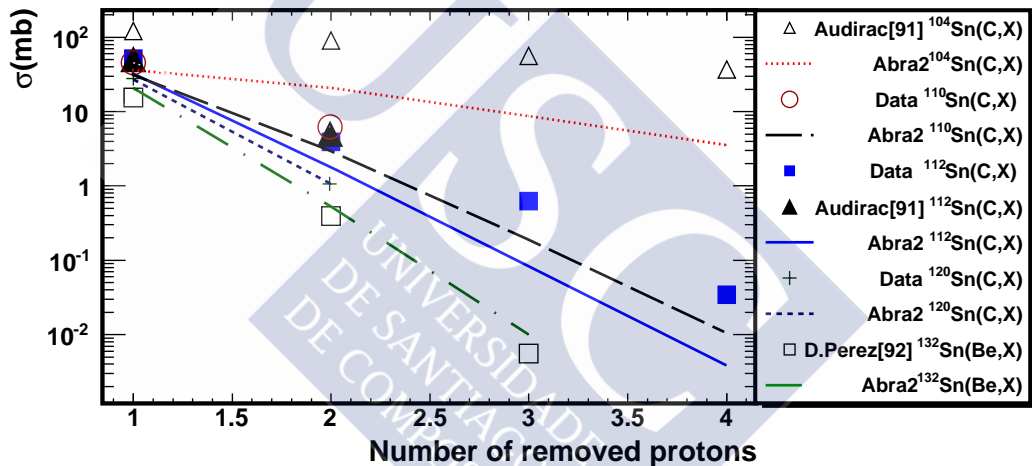 σ(mb)
10²
10
1
10⁻¹
10⁻²
1 1.5 2 2.5 3 3.5 4
Number of removed protons
Audirac[91] ¹⁰⁴Sn(C,X)
Abra2¹⁰⁴Sn(C,X)
Data ¹¹⁰Sn(C,X)
Abra2 ¹¹⁰Sn(C,X)
Data ¹¹²Sn(C,X)
Audirac[91] ¹¹²Sn(C,X)
Abra2 ¹¹²Sn(C,X)
Data ¹²⁰Sn(C,X)
Abra2 ¹²⁰Sn(C,X)
D.Perez[92] ¹³²Sn(Be,X)
Abra2¹³²Sn(Be,X)
USC
UNIVERSIDADE
DE SANTIAGO
DE COMPOS